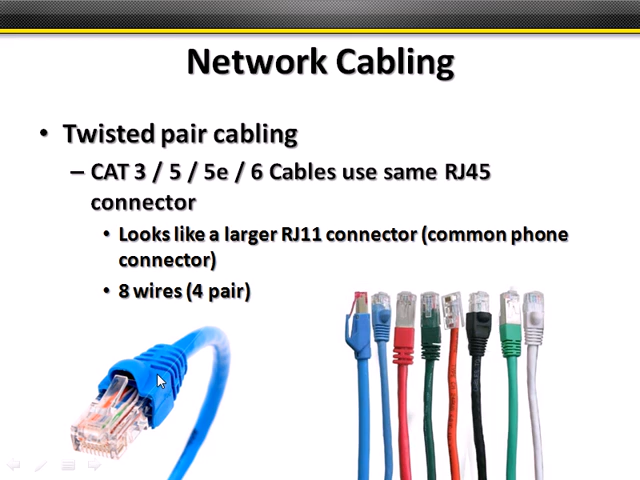 Network Cabling
• Twisted pair cabling
– CAT 3 / 5 / 5e / 6 Cables use same RJ45
connector
• Looks like a larger RJ11 connector (common phone
connector)
• 8 wires (4 pair)